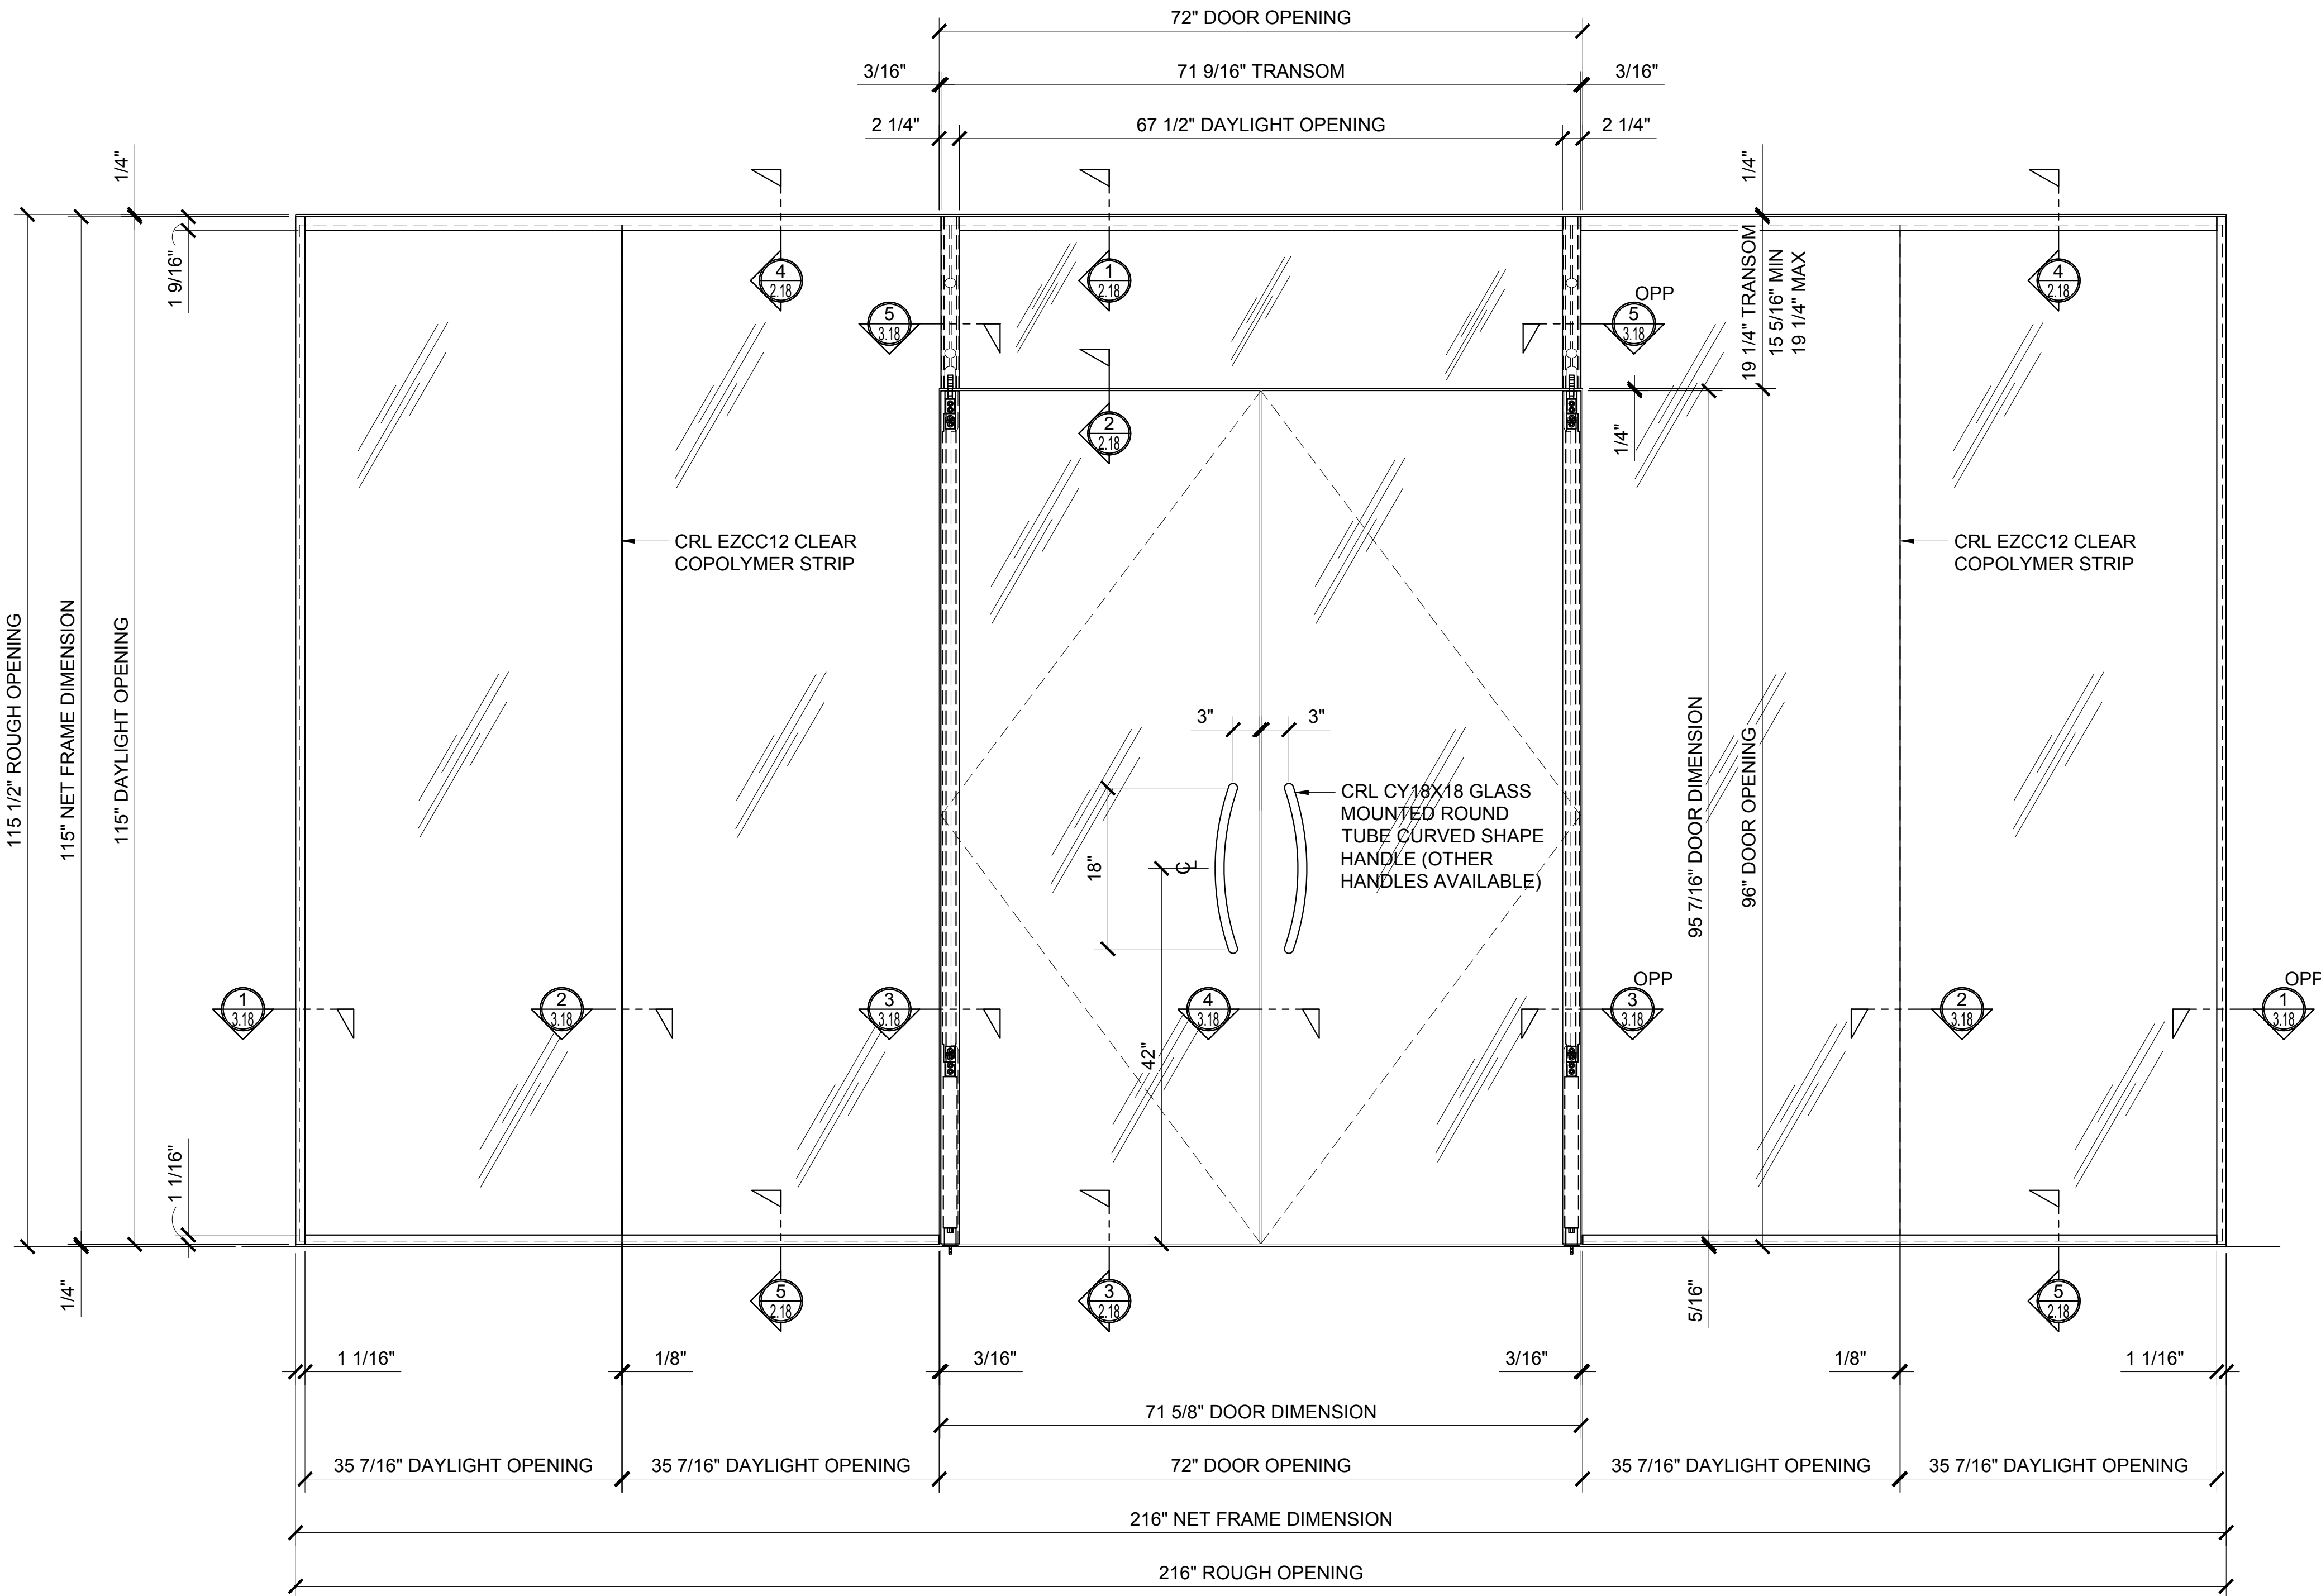 72" DOOR OPENING
3/16"
71 9/16" TRANSOM
3/16"
2 1/4"
67 1/2" DAYLIGHT OPENING
2 1/4"
1/4"
1/4"
1 9/16"
4
2.18
1
2.18
4
2.18
5
3.18
OPP
5
3.18
19 1/4" TRANSOM
15 5/16" MIN
19 1/4" MAX
2
2.18
1/4"
CRL EZCC12 CLEAR
COPOLYMER STRIP
CRL EZCC12 CLEAR
COPOLYMER STRIP
115 1/2" ROUGH OPENING
115" NET FRAME DIMENSION
115" DAYLIGHT OPENING
3"
3"
95 7/16" DOOR DIMENSION
96" DOOR OPENING
CRL CY18X18 GLASS
MOUNTED ROUND
TUBE CURVED SHAPE
HANDLE (OTHER
HANDLES AVAILABLE)
18"
CL
42"
1
3.18
2
3.18
3
3.18
4
3.18
OPP
3
3.18
2
3.18
OPP
1
3.18
1 1/16"
1/4"
5
2.18
3
2.18
5/16"
5
2.18
1 1/16"
1/8"
3/16"
3/16"
1/8"
1 1/16"
71 5/8" DOOR DIMENSION
35 7/16" DAYLIGHT OPENING
35 7/16" DAYLIGHT OPENING
72" DOOR OPENING
35 7/16" DAYLIGHT OPENING
35 7/16" DAYLIGHT OPENING
216" NET FRAME DIMENSION
216" ROUGH OPENING